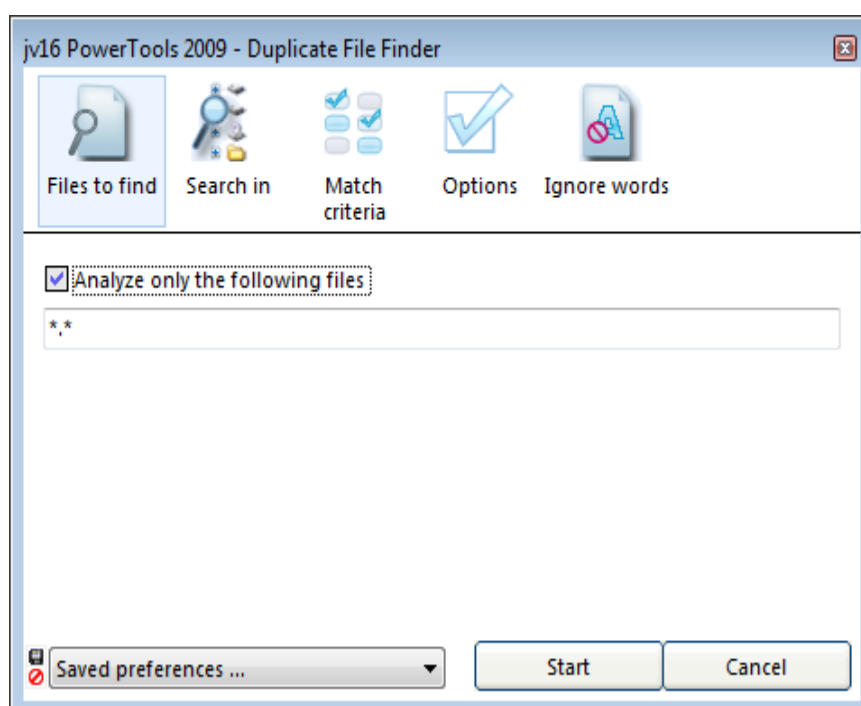 jv16 PowerTools 2009 - Duplicate File Finder
Files to find
Search in
Match
criteria
Options
Ignore words
Analyze only the following files
*.*
Saved preferences ...
Start
Cancel